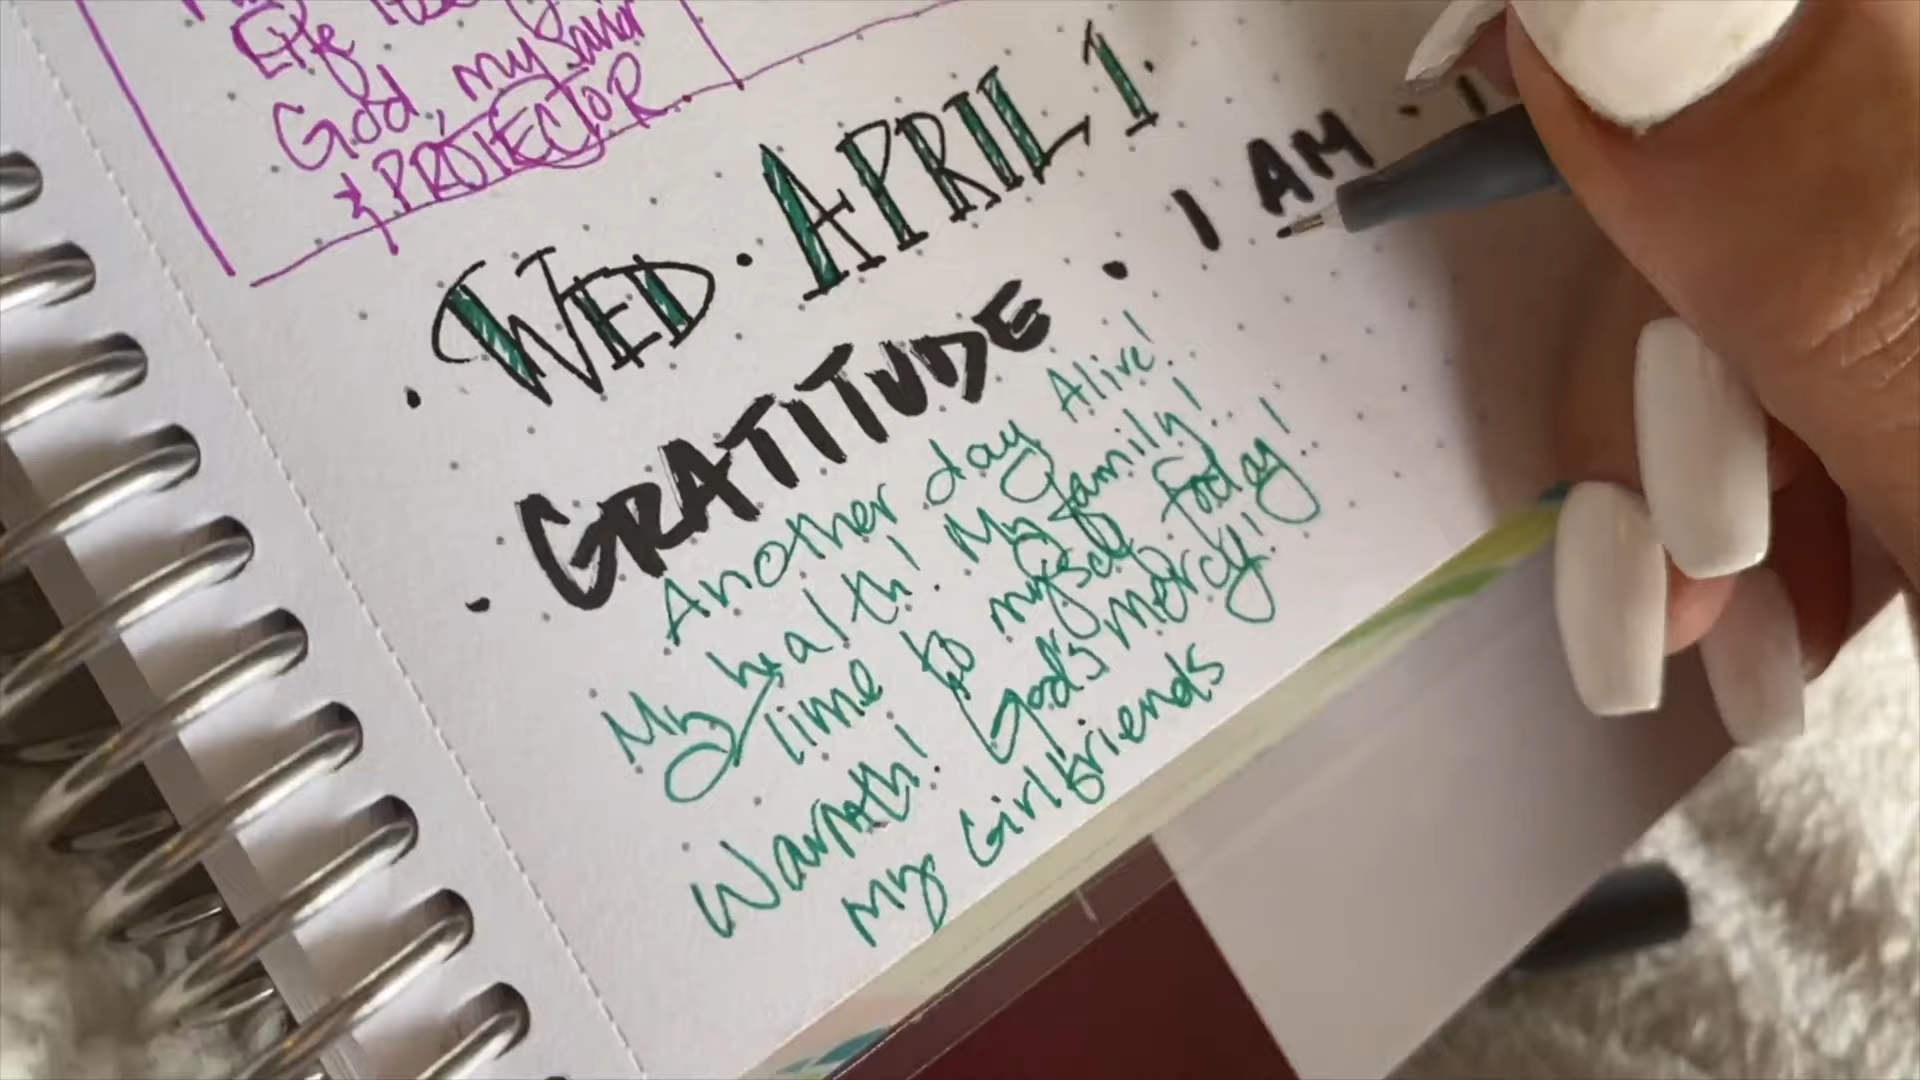 God, my Savior
& PROTECTOR
WED · APRIL 1
GRATITUDE
· I AM ·
Another day Alive!
My health! My family!
Time to myself today!
Warmth! God's mercy!
My Girlfriends